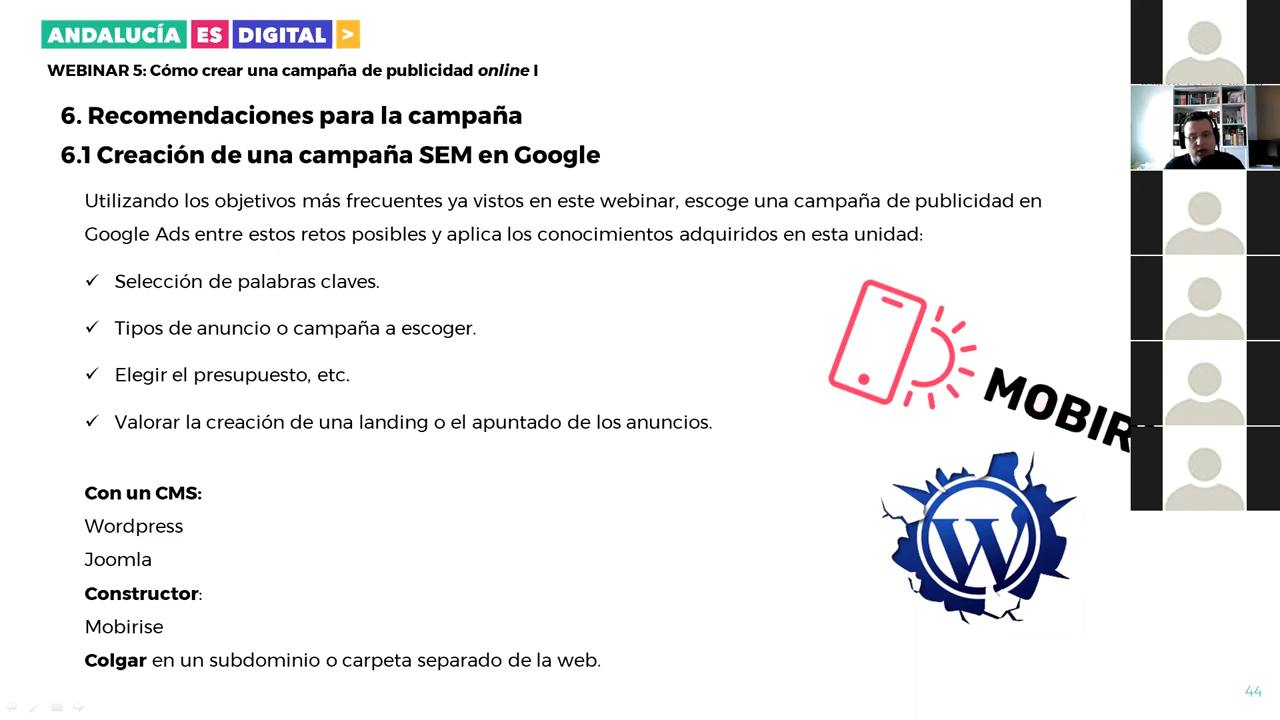 ANDALUCÍA ES DIGITAL >
WEBINAR 5: Cómo crear una campaña de publicidad online I
6. Recomendaciones para la campaña
6.1 Creación de una campaña SEM en Google
Utilizando los objetivos más frecuentes ya vistos en este webinar, escoge una campaña de publicidad en
Google Ads entre estos retos posibles y aplica los conocimientos adquiridos en esta unidad:
✓ Selección de palabras claves.
✓ Tipos de anuncio o campaña a escoger.
✓ Elegir el presupuesto, etc.
✓ Valorar la creación de una landing o el apuntado de los anuncios.
MOBIR
Con un CMS:
Wordpress
Joomla
Constructor:
Mobirise
Colgar en un subdominio o carpeta separado de la web.
W
44